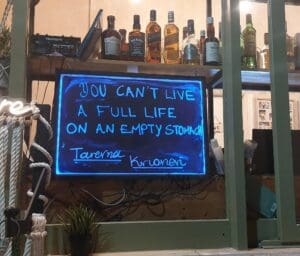 YOU CAN'T LIVE
A FULL LIFE
ON AN EMPTY STOMACH
Taverna Krioneri